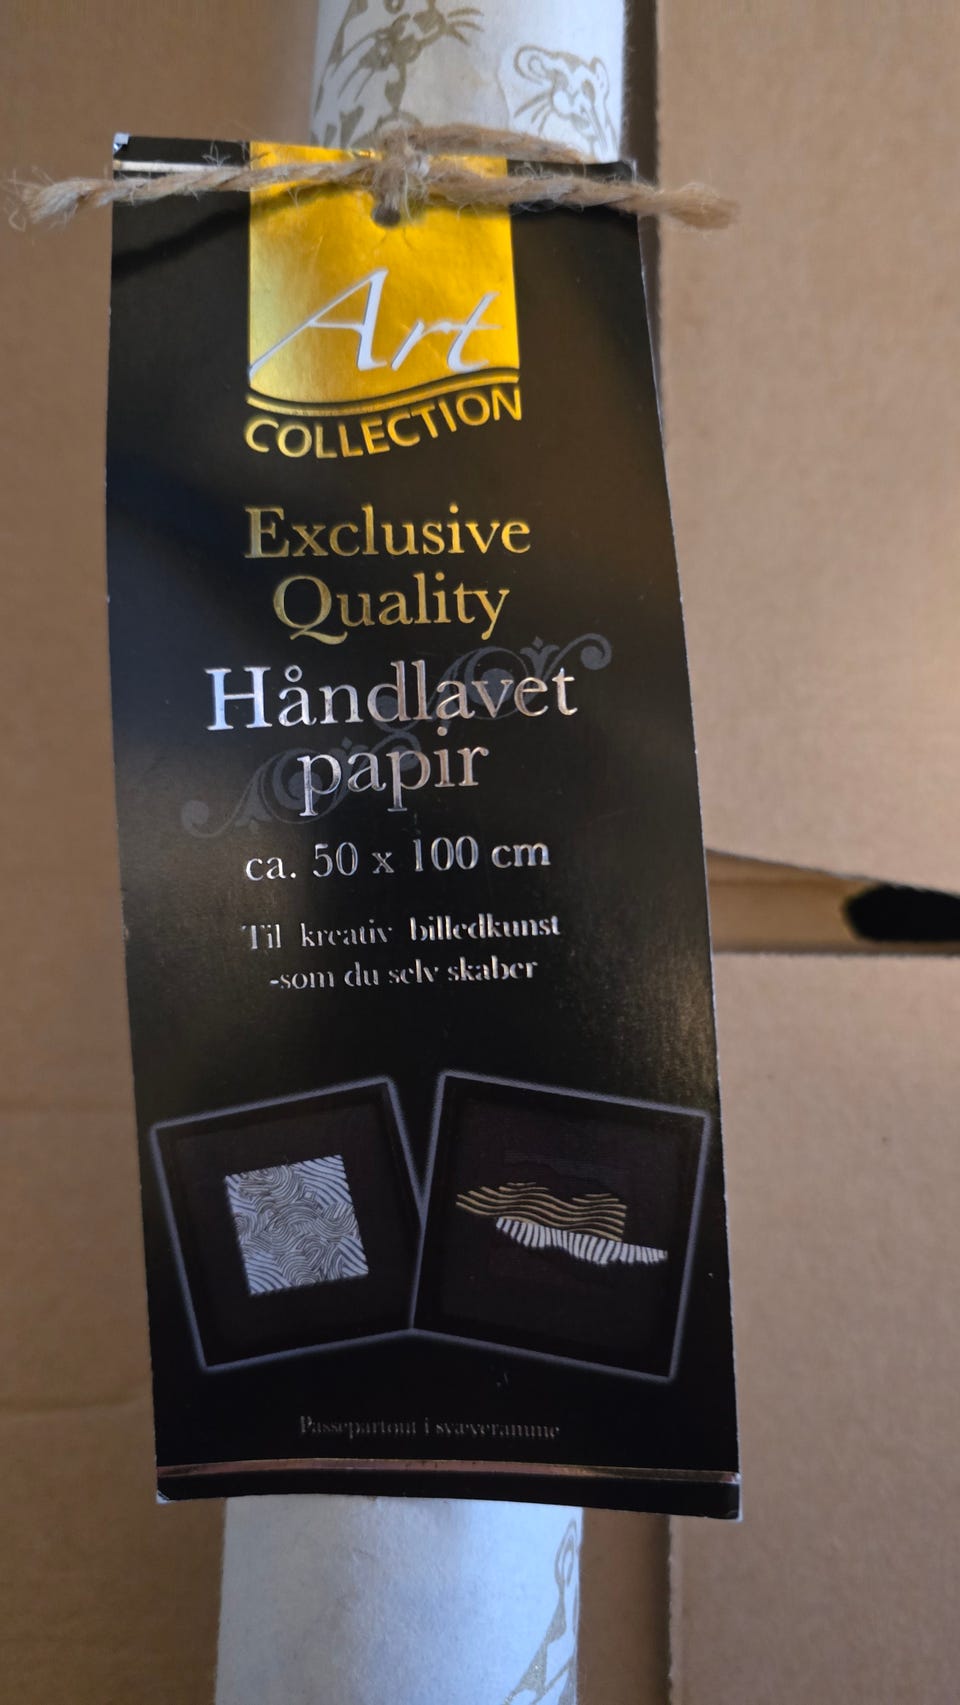 Art
COLLECTION
Exclusive
Quality
Håndlavet
papir
ca. 50 x 100 cm
Til kreativ billedkunst
-som du selv skaber
Passepartout i svæveramme